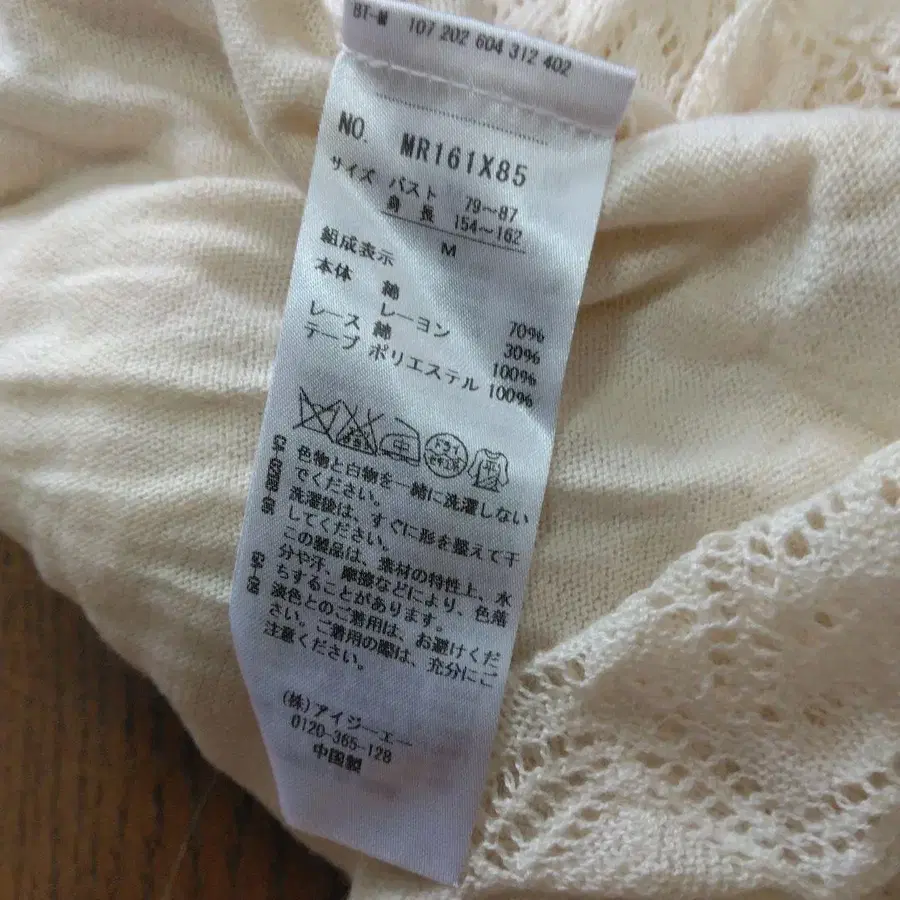 BT-M 107 202 604 312 402
NO. MR161X85
サイズ バスト 79～87
身長 154～162
M
組成表示
本体 綿 70%
レーヨン 30%
レース 綿 100%
テープ ポリエステル 100%
色物と白物を一緒に洗濯しない
でください。
洗濯後は、すぐに形を整えて干
してください。
この製品は、素材の特性上、水
分や汗、摩擦などにより、色落
ちすることがあります。
淡色とのご着用は、お避けくだ
さい。ご着用の際は、充分にご
注意ください。
(株)アイジーエー
0120-365-128
中国製